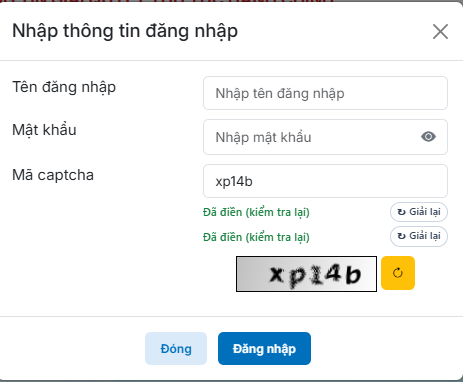 Nhập thông tin đăng nhập
Tên đăng nhập
Nhập tên đăng nhập
Mật khẩu
Nhập mật khẩu
Mã captcha
xp14b
Đã điền (kiểm tra lại)
↻ Giải lại
Đã điền (kiểm tra lại)
↻ Giải lại
xp14b
Đóng
Đăng nhập